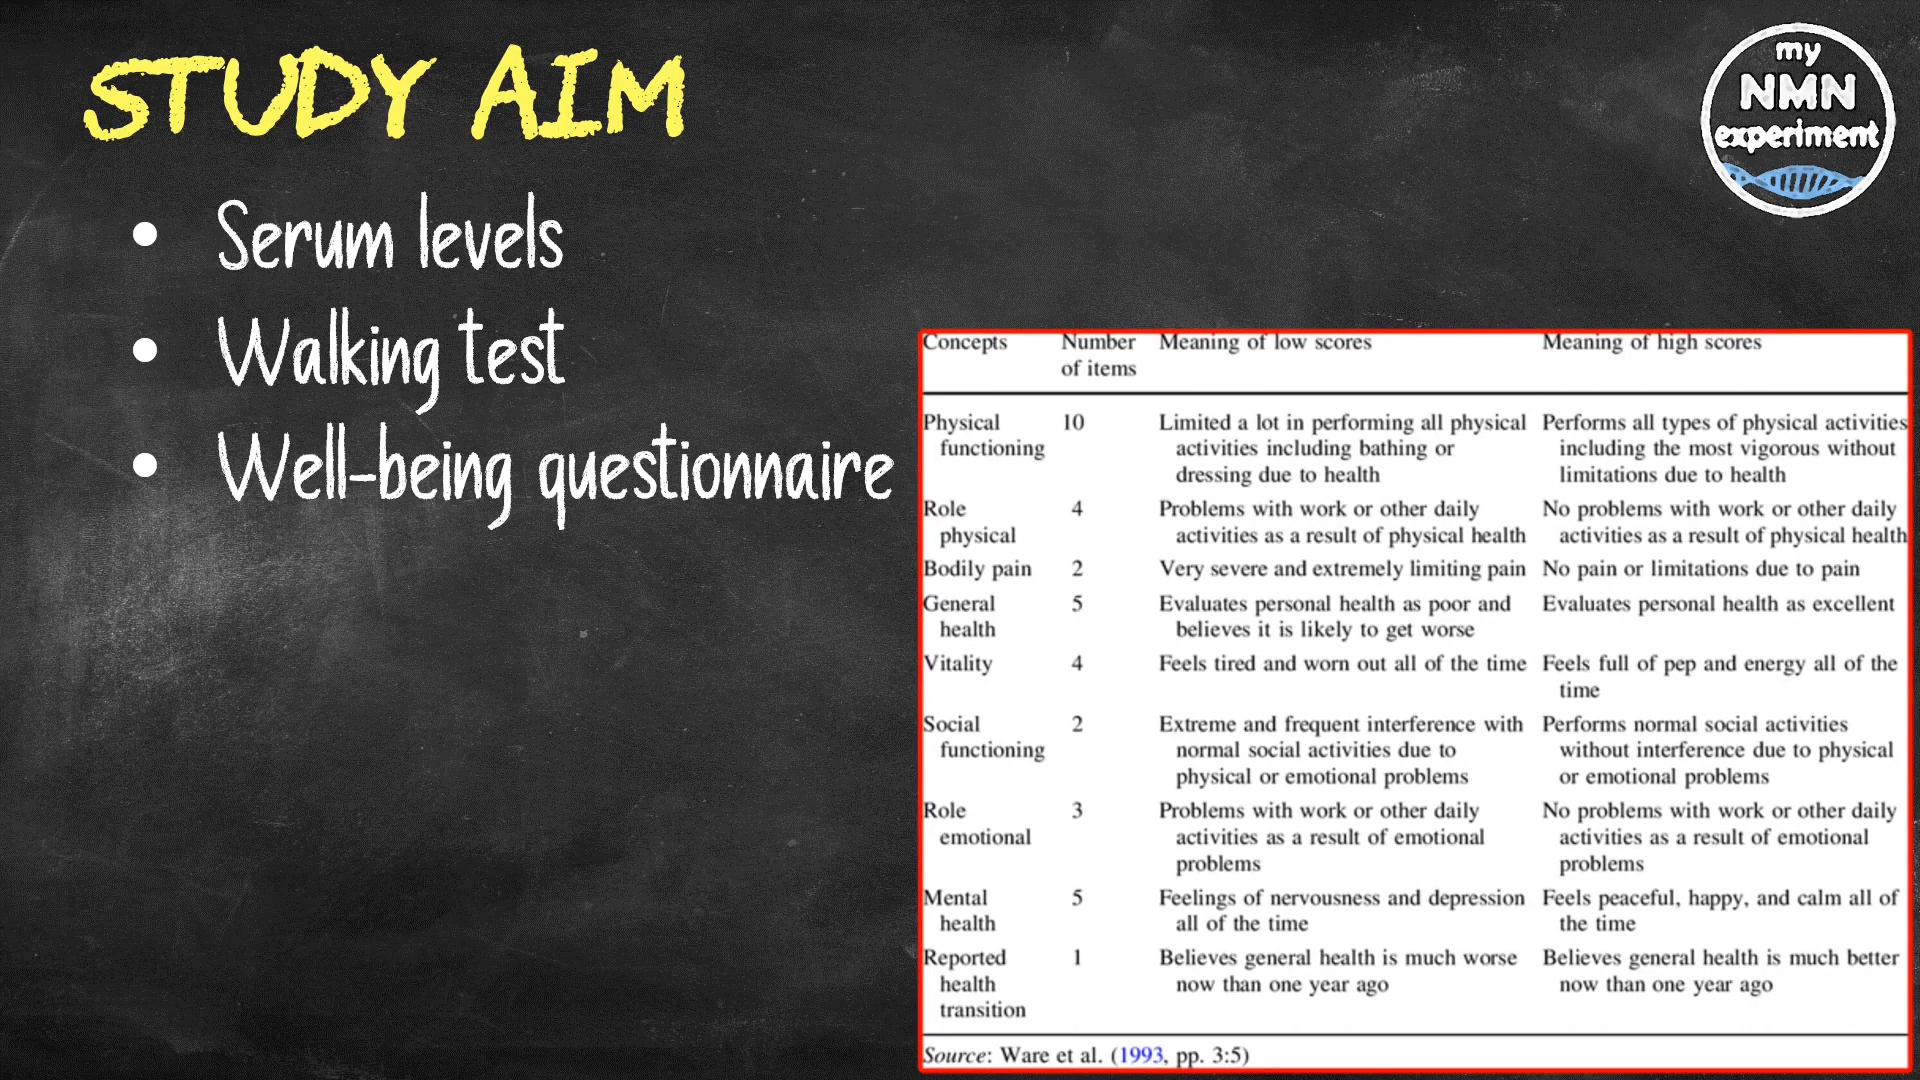 STUDY AIM
my
NMN
experiment
• Serum levels
• Walking test
• Well-being questionnaire
Concepts Number Meaning of low scores Meaning of high scores
of items
Physical 10 Limited a lot in performing all physical Performs all types of physical activities
functioning activities including bathing or including the most vigorous without
dressing due to health limitations due to health
Role 4 Problems with work or other daily No problems with work or other daily
physical activities as a result of physical health activities as a result of physical health
Bodily pain 2 Very severe and extremely limiting pain No pain or limitations due to pain
General 5 Evaluates personal health as poor and Evaluates personal health as excellent
health believes it is likely to get worse
Vitality 4 Feels tired and worn out all of the time Feels full of pep and energy all of the
time
Social 2 Extreme and frequent interference with Performs normal social activities
functioning normal social activities due to without interference due to physical
physical or emotional problems or emotional problems
Role 3 Problems with work or other daily No problems with work or other daily
emotional activities as a result of emotional activities as a result of emotional
problems problems
Mental 5 Feelings of nervousness and depression Feels peaceful, happy, and calm all of
health all of the time the time
Reported 1 Believes general health is much worse Believes general health is much better
health now than one year ago now than one year ago
transition
Source: Ware et al. (1993, pp. 3:5)